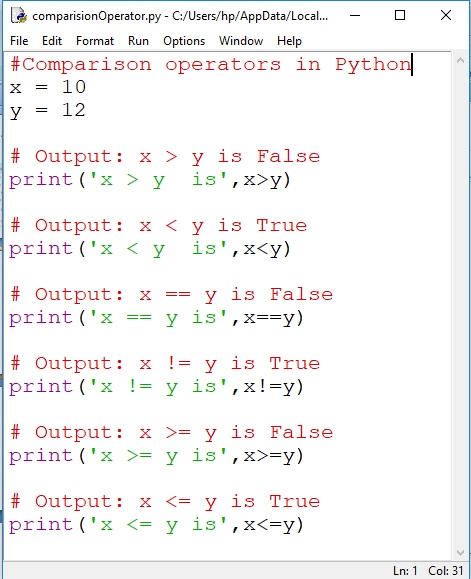 comparisionOperator.py - C:/Users/hp/AppData/Local...
File Edit Format Run Options Window Help
#Comparison operators in Python
x = 10
y = 12
# Output: x > y is False
print('x > y  is',x>y)
# Output: x < y is True
print('x < y  is',x<y)
# Output: x == y is False
print('x == y is',x==y)
# Output: x != y is True
print('x != y is',x!=y)
# Output: x >= y is False
print('x >= y is',x>=y)
# Output: x <= y is True
print('x <= y is',x<=y)
Ln: 1 Col: 31